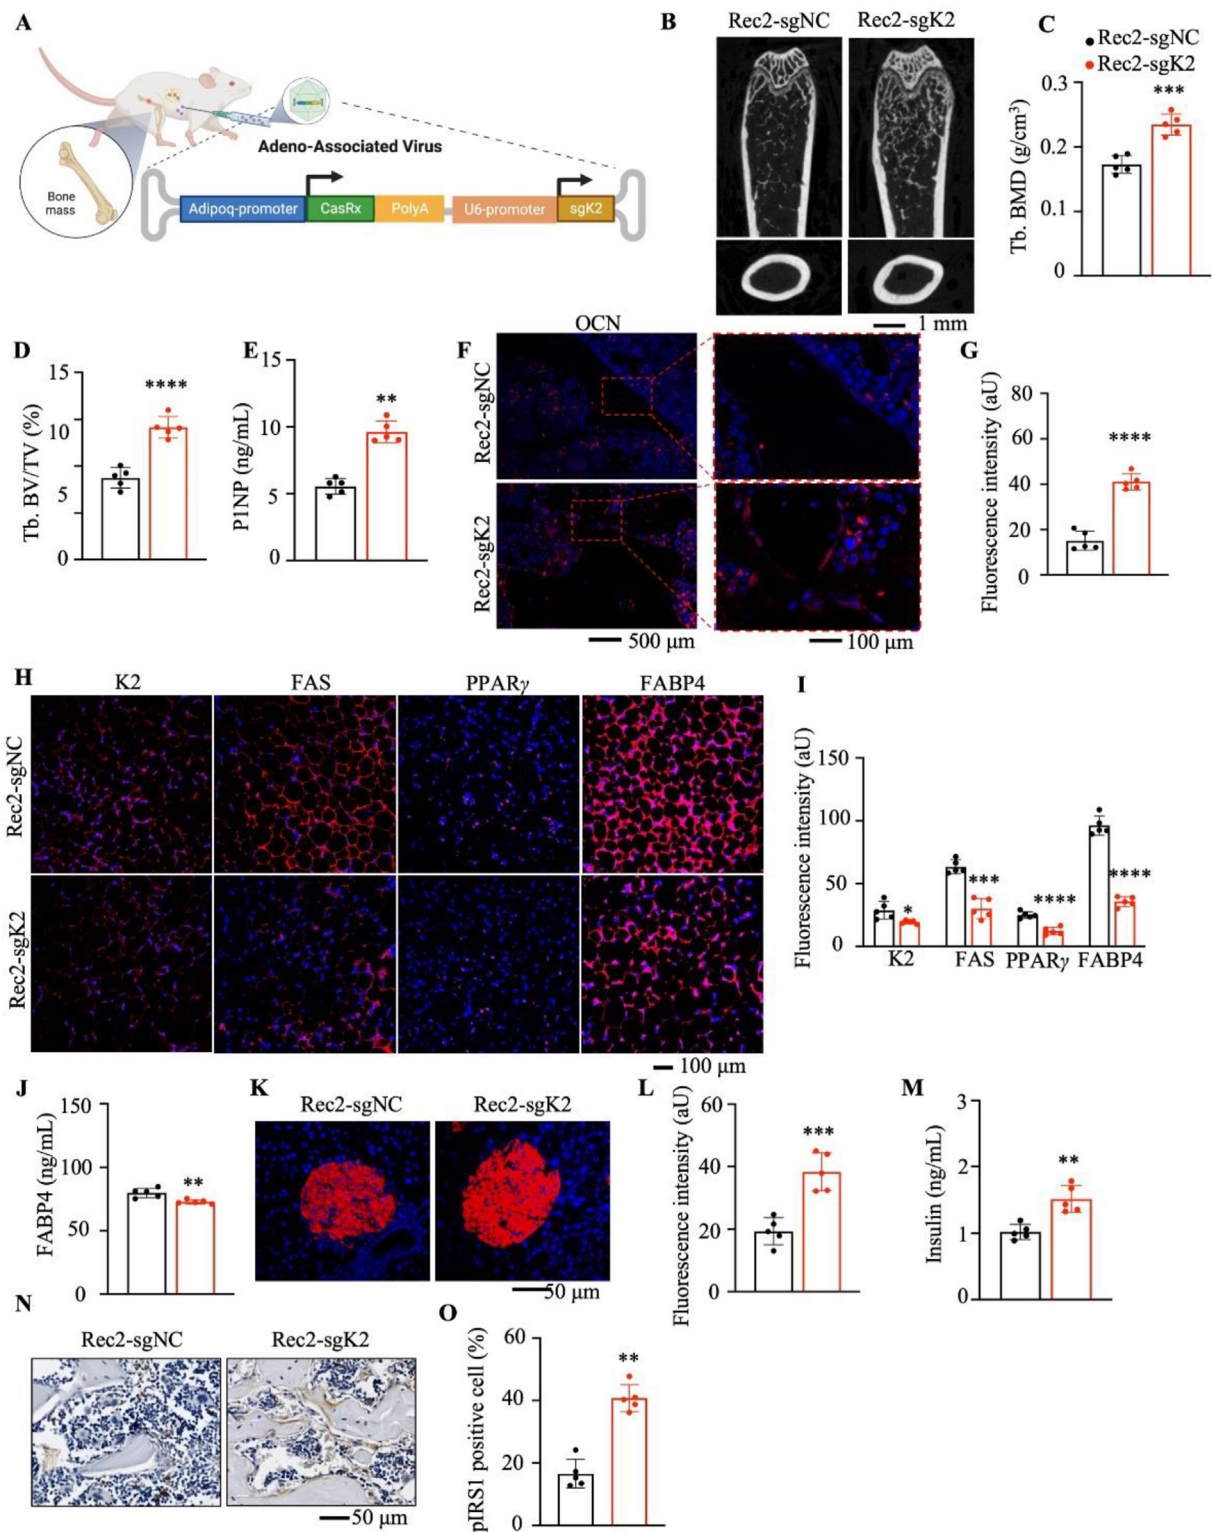 A
Adeno-Associated Virus
Bone
mass
Adipoq-promoter
CasRx
PolyA
U6-promoter
sgK2
B
Rec2-sgNC
Rec2-sgK2
1 mm
C
Rec2-sgNC
Rec2-sgK2
Tb. BMD (g/cm³)
0.3
0.2
0.1
0
***
D
Tb. BV/TV (%)
15
10
5
0
****
E
P1NP (ng/mL)
15
10
5
0
**
F
OCN
Rec2-sgNC
Rec2-sgK2
500 μm
100 μm
G
Fluorescence intensity (aU)
80
60
40
20
0
****
H
K2
FAS
PPARγ
FABP4
Rec2-sgNC
Rec2-sgK2
100 μm
I
Fluorescence intensity (aU)
150
100
50
0
*
***
****
****
K2
FAS
PPARγ
FABP4
J
FABP4 (ng/mL)
150
100
50
0
**
K
Rec2-sgNC
Rec2-sgK2
50 μm
L
Fluorescence intensity (aU)
60
40
20
0
***
M
Insulin (ng/mL)
3
2
1
0
**
N
Rec2-sgNC
Rec2-sgK2
50 μm
O
pIRS1 positive cell (%)
60
40
20
0
**